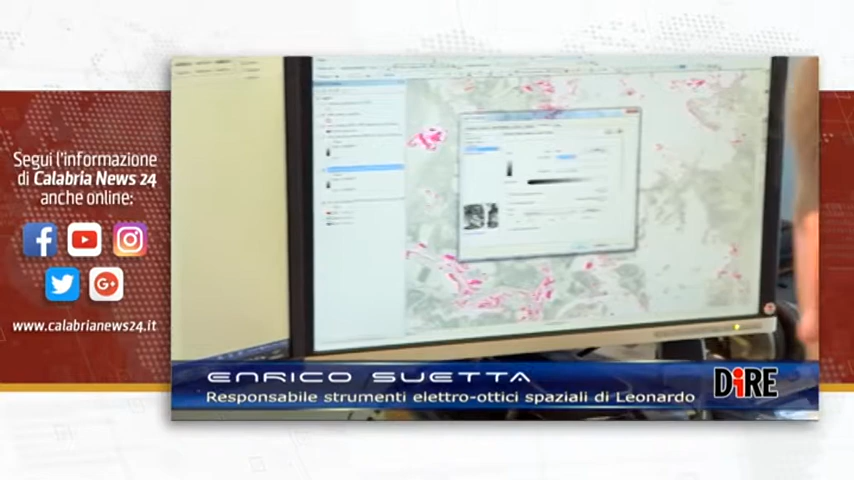 Segui l'informazione
di Calabria News 24
anche online:
www.calabrianews24.it
ENRICO SUETTA
Responsabile strumenti elettro-ottici spaziali di Leonardo
DiRE